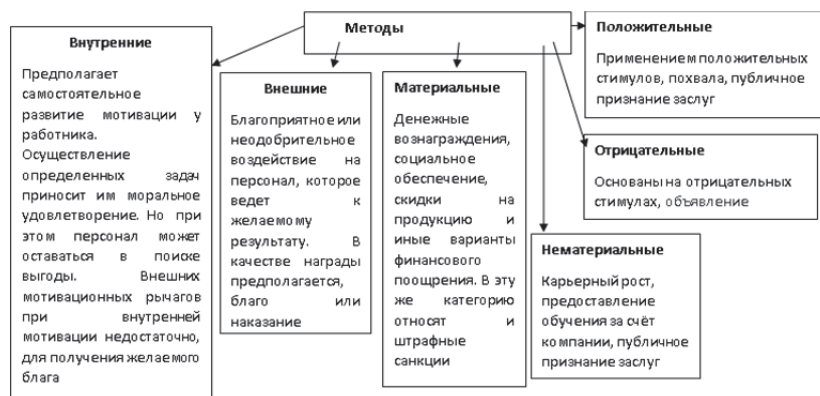 Методы
Внутренние
Предполагает
самостоятельное
развитие мотивации у
работника.
Осуществление
определенных задач
приносит им моральное
удовлетворение. Но при
этом персонал может
оставаться в поиске
выгоды. Внешних
мотивационных рычагов
при внутренней
мотивации недостаточно,
для получения желаемого
блага
Внешние
Благоприятное или
неодобрительное
воздействие на
персонал, которое
ведет к
желаемому
результату. В
качестве награды
предполагается,
благо или
наказание
Материальные
Денежные
вознаграждения,
социальное
обеспечение,
скидки на
продукцию и
иные варианты
финансового
поощрения. В эту
же категорию
относят и
штрафные
санкции
Положительные
Применением положительных
стимулов, похвала, публичное
признание заслуг
Отрицательные
Основаны на отрицательных
стимулах, объявление
Нематериальные
Карьерный рост,
предоставление
обучения за счёт
компании, публичное
признание заслуг